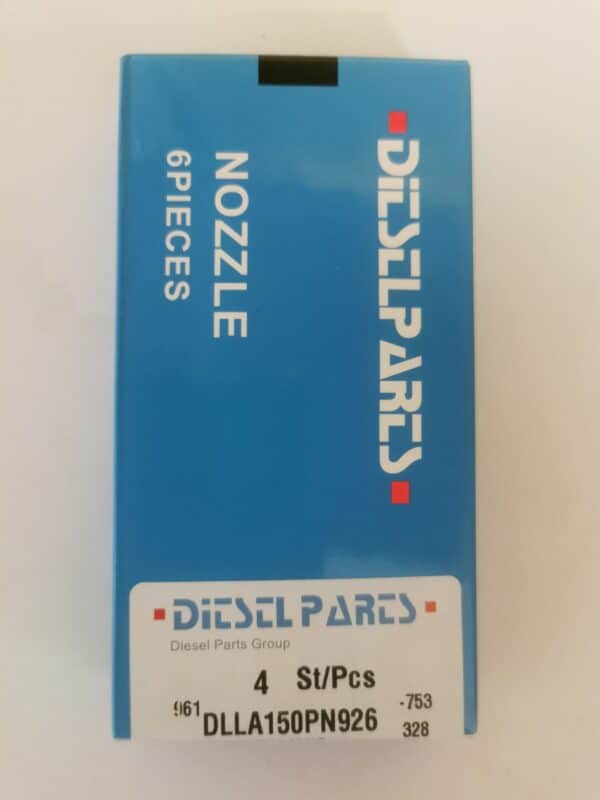 DIESELPARTS
NOZZLE
6PIECES
DIESEL PARTS
Diesel Parts Group
4 St/Pcs
961 DLLA150PN926 -753
328